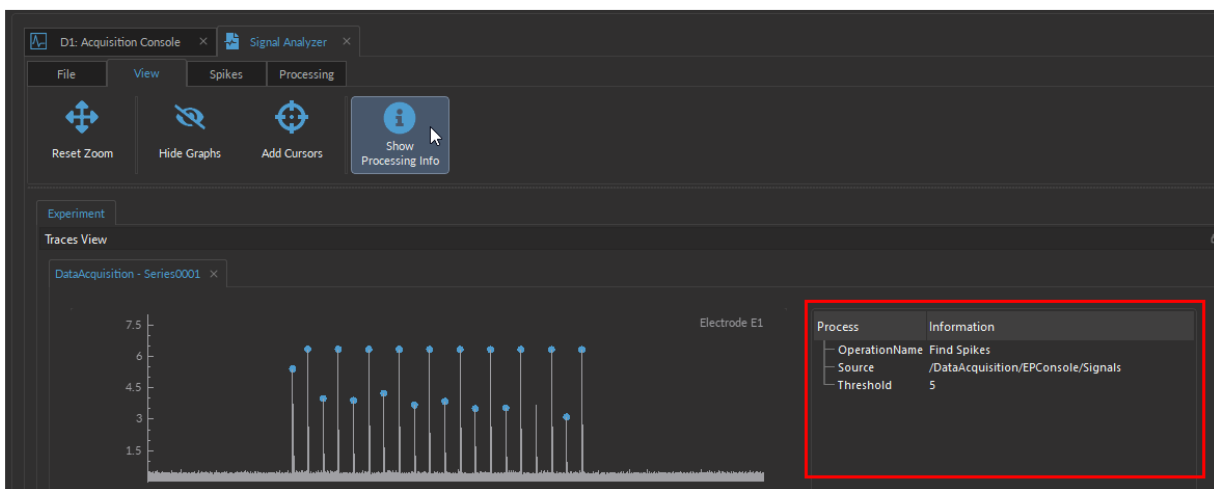 D1: Acquisition Console × Signal Analyzer ×
File View Spikes Processing
Reset Zoom Hide Graphs Add Cursors Show Processing Info
Experiment
Traces View
DataAcquisition - Series0001 ×
Electrode E1
7.5
6
4.5
3
1.5
Process Information
OperationName Find Spikes
Source /DataAcquisition/EPConsole/Signals
Threshold 5